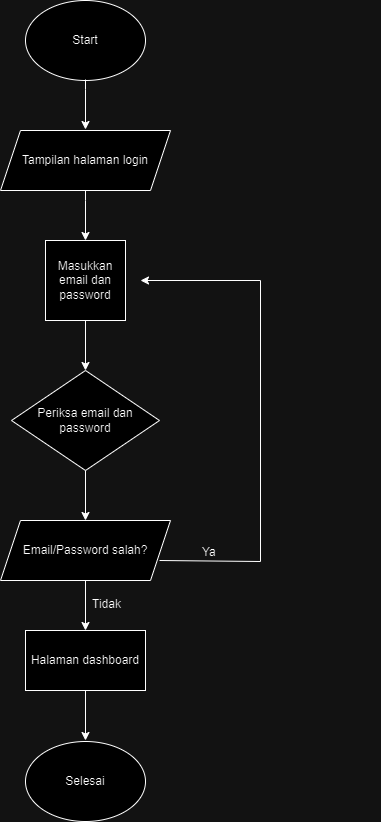 Start
Tampilan halaman login
Masukkan
email dan
password
Periksa email dan
password
Email/Password salah?
Ya
Tidak
Halaman dashboard
Selesai